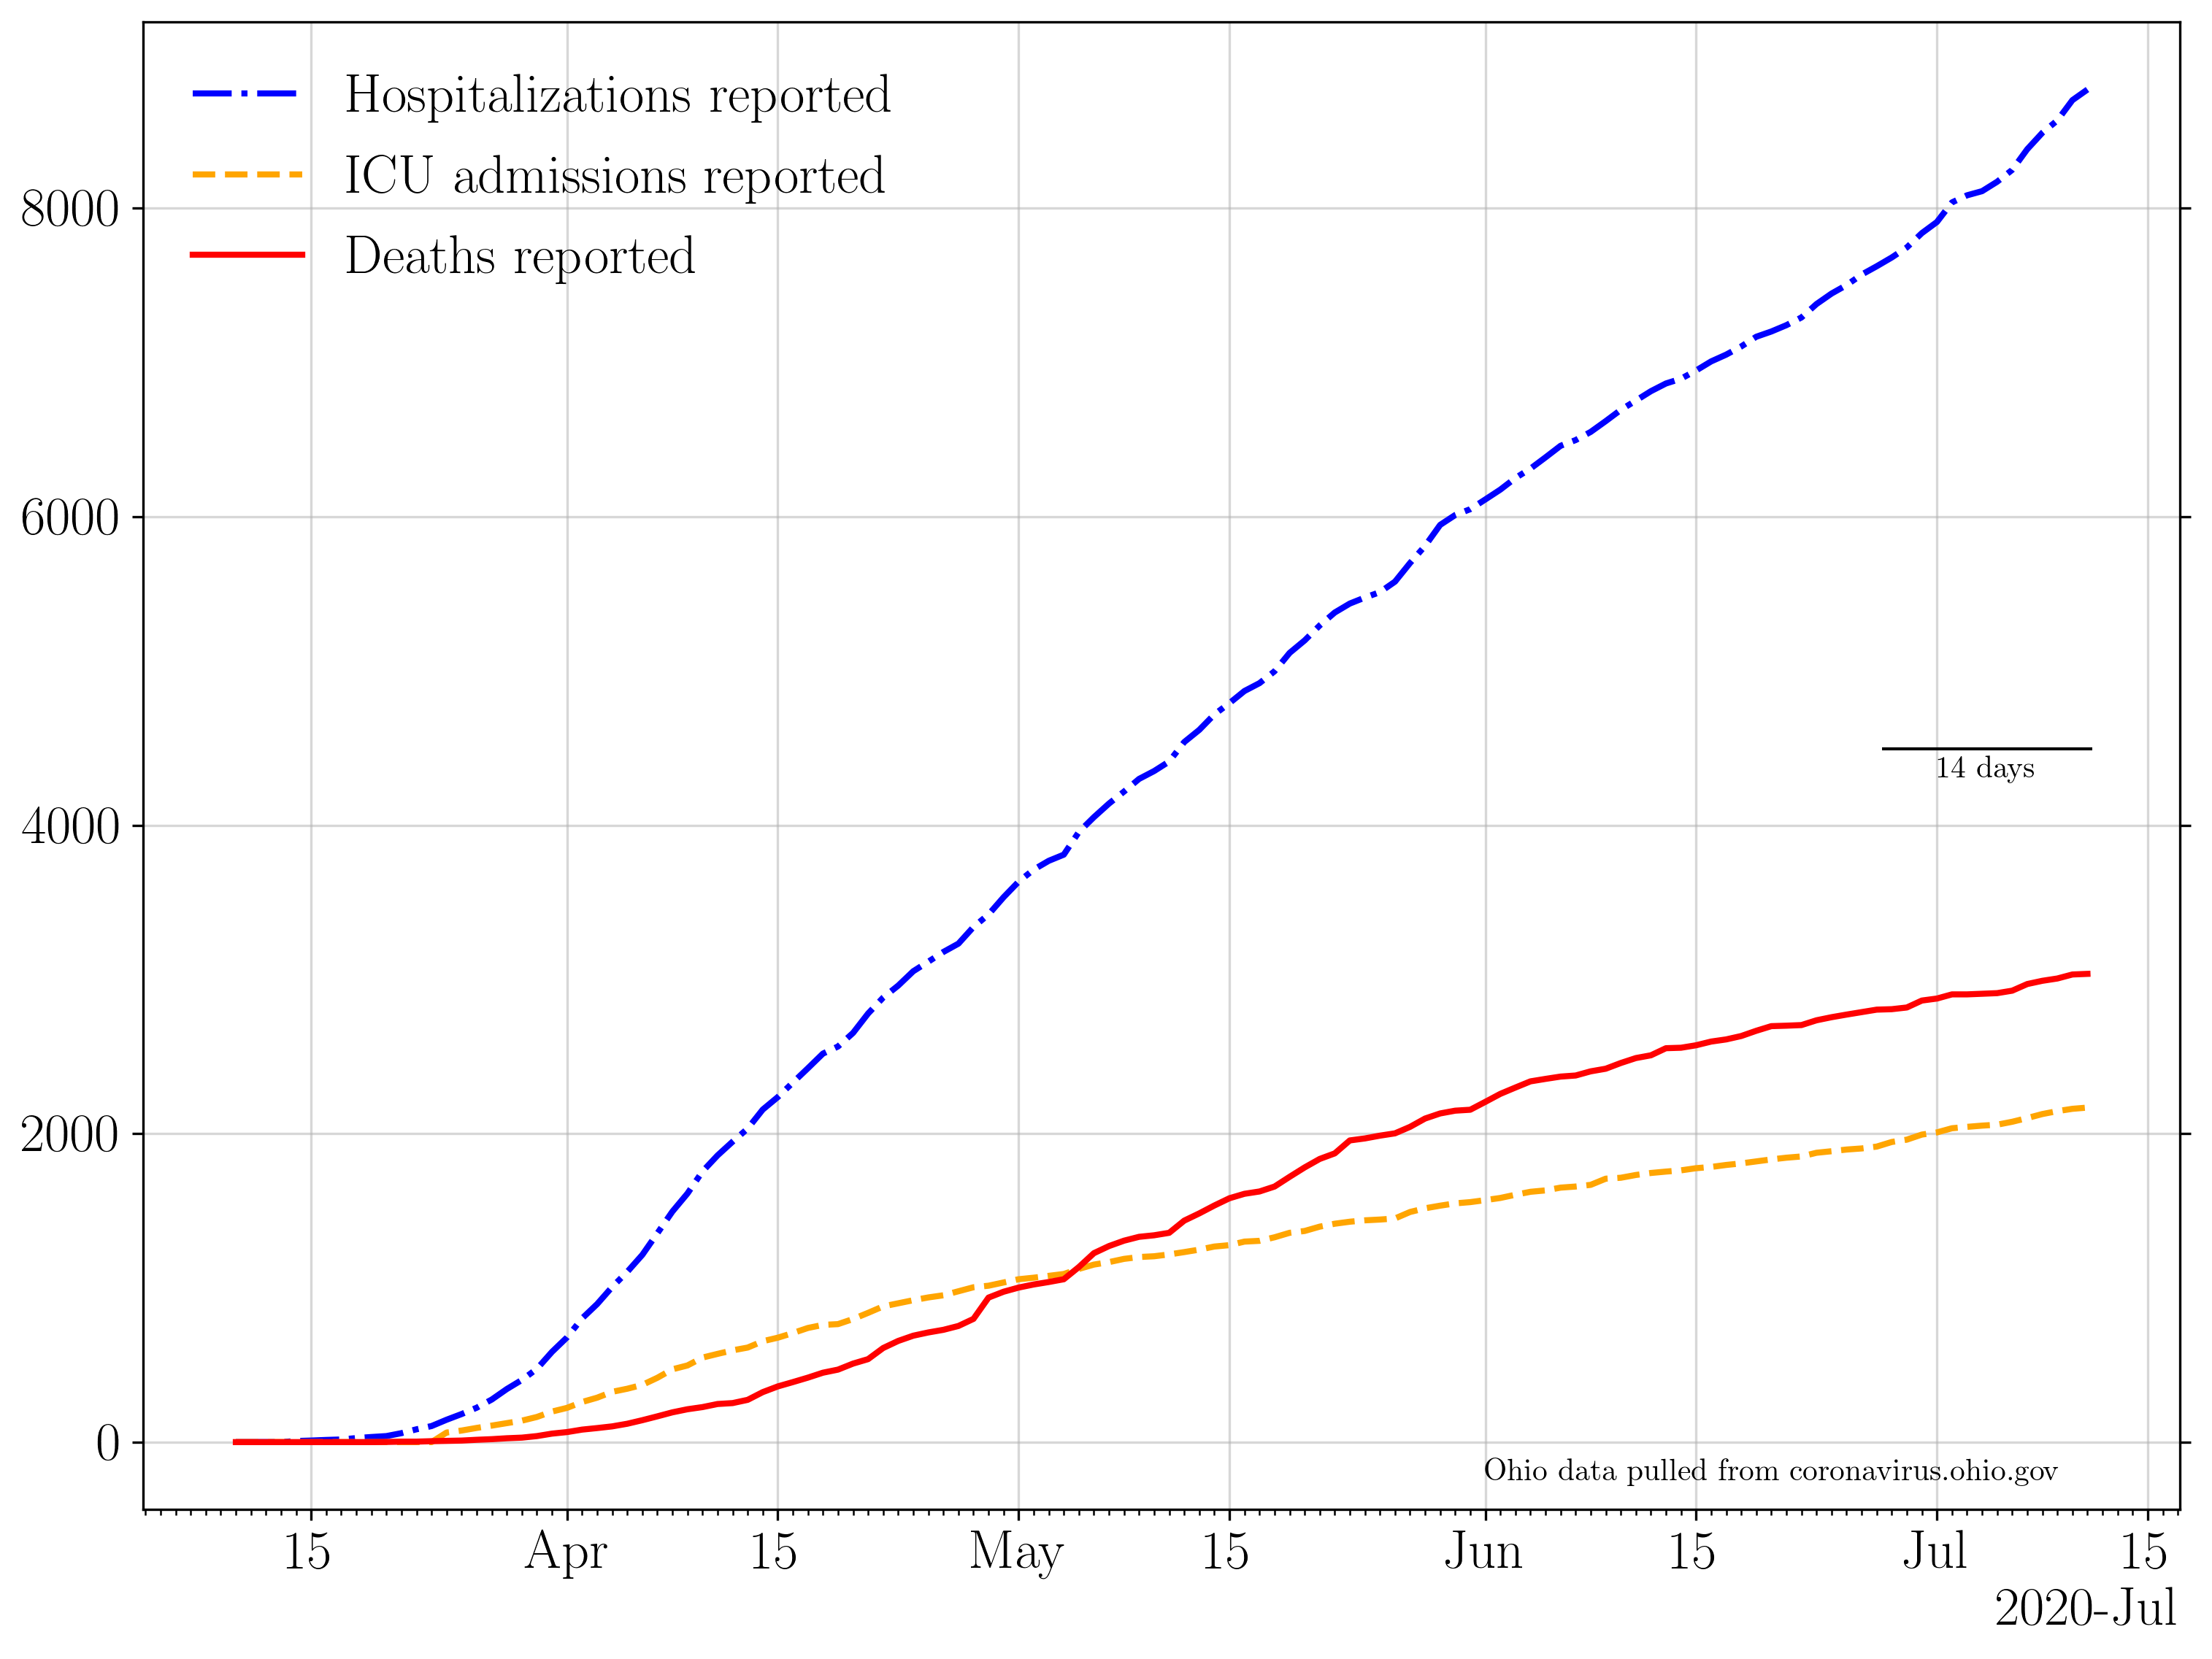 Hospitalizations reported
ICU admissions reported
Deaths reported
8000
6000
4000
2000
0
14 days
Ohio data pulled from coronavirus.ohio.gov
15 Apr 15 May 15 Jun 15 Jul 15
2020-Jul